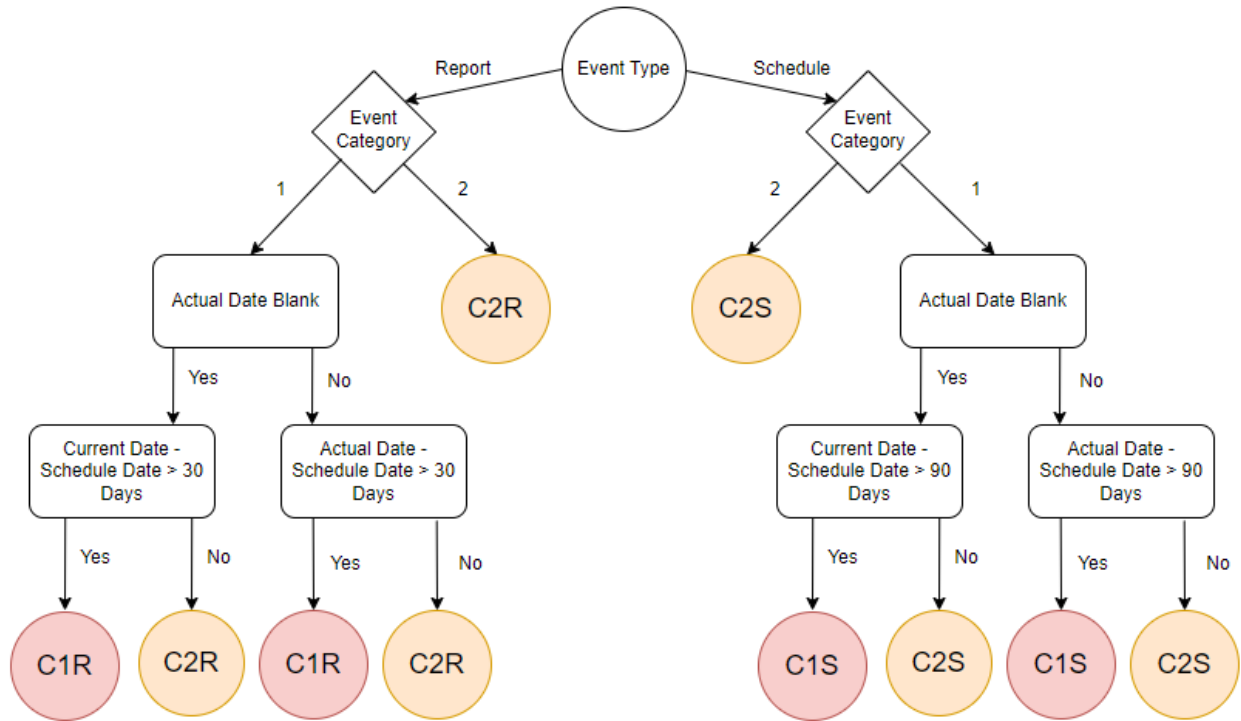 Event Type
Report
Schedule
Event
Category
Event
Category
1
2
2
1
Actual Date Blank
C2R
C2S
Actual Date Blank
Yes
No
Yes
No
Current Date -
Schedule Date > 30
Days
Actual Date -
Schedule Date > 30
Days
Current Date -
Schedule Date > 90
Days
Actual Date -
Schedule Date > 90
Days
Yes
No
Yes
No
Yes
No
Yes
No
C1R
C2R
C1R
C2R
C1S
C2S
C1S
C2S